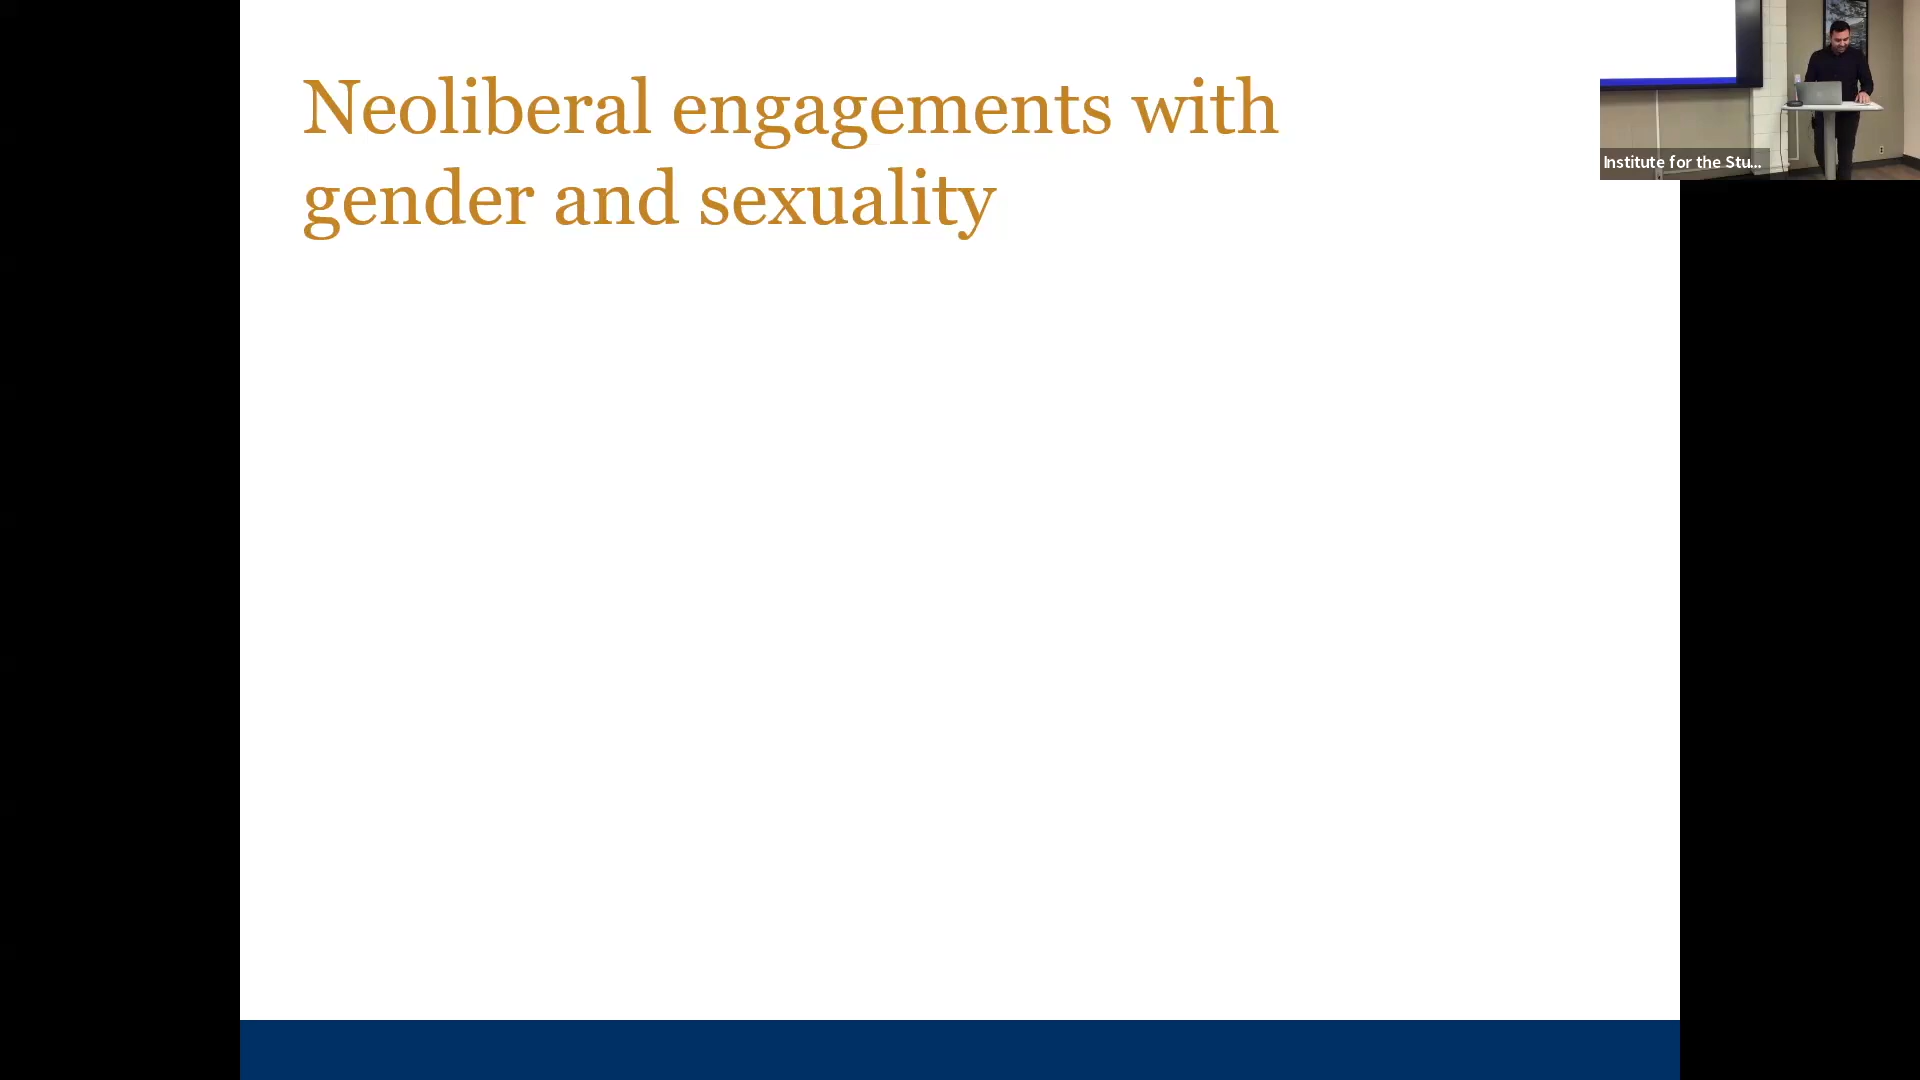 Neoliberal engagements with
gender and sexuality
Institute for the Stu...